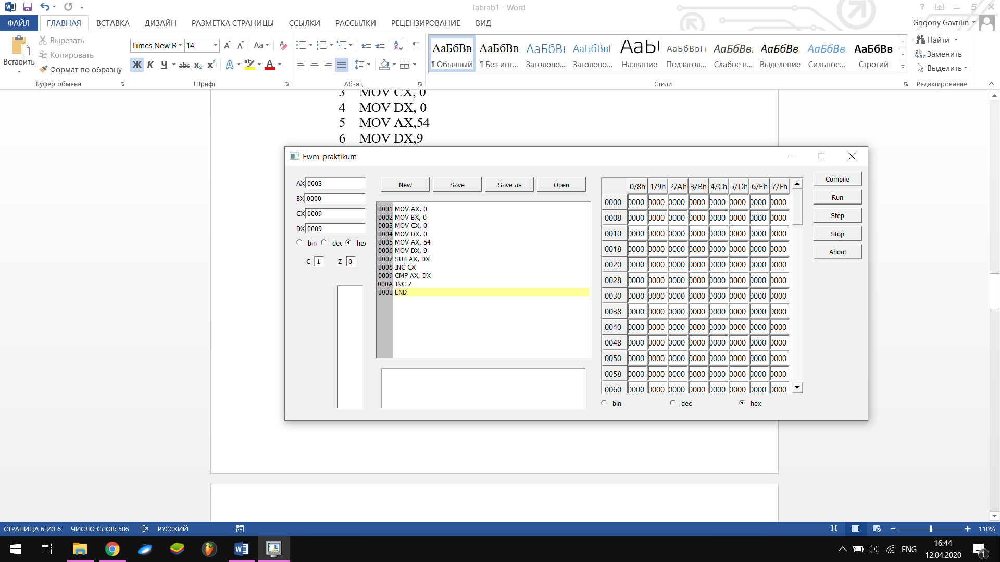 labrab1 - Word
ФАЙЛ ГЛАВНАЯ ВСТАВКА ДИЗАЙН РАЗМЕТКА СТРАНИЦЫ ССЫЛКИ РАССЫЛКИ РЕЦЕНЗИРОВАНИЕ ВИД Grigoriy Gavrilin
Вставить
Вырезать
Копировать
Формат по образцу
Буфер обмена
Times New R 14
Ж К Ч abc x₂ x²
Шрифт
Абзац
АаБбВв АаБбВв АаБбВ АаБбВвГ АаБ АаБбВвГ АаБбВв АаБбВв АаБбВв АаБбВв
¶ Обычный ¶ Без инт... Заголово... Заголово... Название Подзагол... Слабое в... Выделение Сильное... Строгий
Стили
Найти
Заменить
Выделить
Редактирование
3 MOV CX, 0
4 MOV DX, 0
5 MOV AX,54
6 MOV DX,9
Ewm-praktikum
AX 0003
BX 0000
CX 0009
DX 0009
bin dec hex
C 1 Z 0
New Save Save as Open
0001 MOV AX, 0
0002 MOV BX, 0
0003 MOV CX, 0
0004 MOV DX, 0
0005 MOV AX, 54
0006 MOV DX, 9
0007 SUB AX, DX
0008 INC CX
0009 CMP AX, DX
000A JNC 7
000B END
0/8h 1/9h 2/Ah 3/Bh 4/Ch 5/Dh 6/Eh 7/Fh
0000 0000 0000 0000 0000 0000 0000 0000 0000
0008 0000 0000 0000 0000 0000 0000 0000 0000
0010 0000 0000 0000 0000 0000 0000 0000 0000
0018 0000 0000 0000 0000 0000 0000 0000 0000
0020 0000 0000 0000 0000 0000 0000 0000 0000
0028 0000 0000 0000 0000 0000 0000 0000 0000
0030 0000 0000 0000 0000 0000 0000 0000 0000
0038 0000 0000 0000 0000 0000 0000 0000 0000
0040 0000 0000 0000 0000 0000 0000 0000 0000
0048 0000 0000 0000 0000 0000 0000 0000 0000
0050 0000 0000 0000 0000 0000 0000 0000 0000
0058 0000 0000 0000 0000 0000 0000 0000 0000
0060 0000 0000 0000 0000 0000 0000 0000 0000
bin dec hex
Compile
Run
Step
Stop
About
СТРАНИЦА 6 ИЗ 6 ЧИСЛО СЛОВ: 505 РУССКИЙ 110%
ENG
16:44
12.04.2020
1